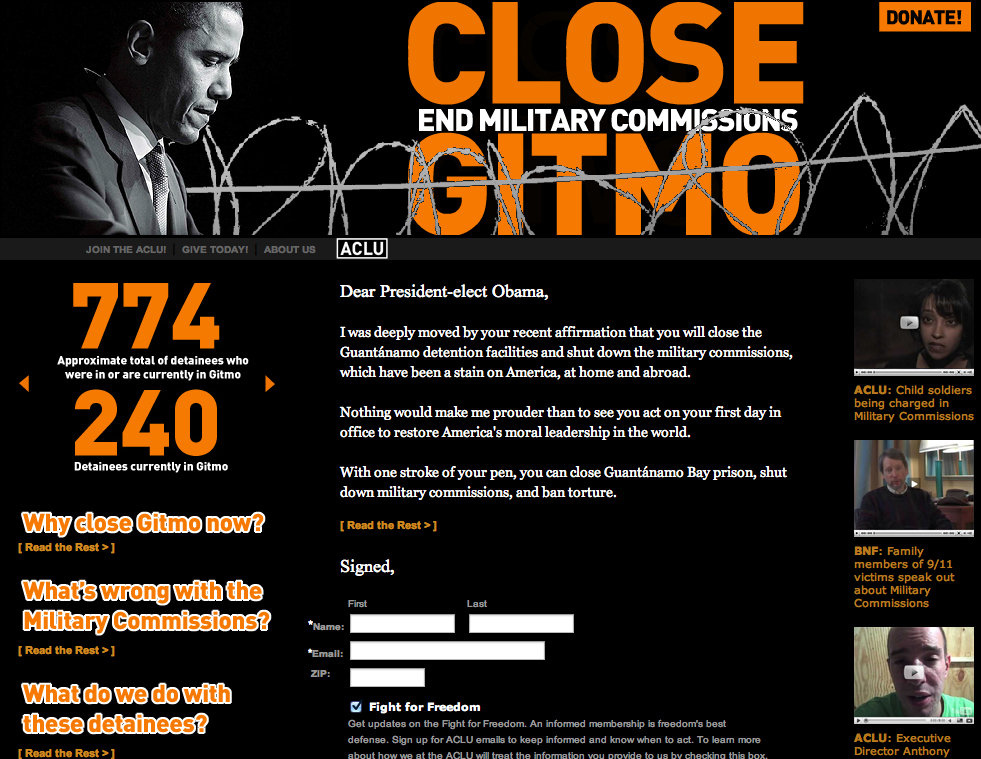 CLOSE
DONATE!
END MILITARY COMMISSIONS
GITMO
JOIN THE ACLU! | GIVE TODAY! | ABOUT US
ACLU
774
Approximate total of detainees who
were in or are currently in Gitmo
240
Detainees currently in Gitmo
Why close Gitmo now?
[ Read the Rest > ]
What's wrong with the
Military Commissions?
[ Read the Rest > ]
What do we do with
these detainees?
[ Read the Rest > ]
Dear President-elect Obama,
I was deeply moved by your recent affirmation that you will close the
Guantánamo detention facilities and shut down the military commissions,
which have been a stain on America, at home and abroad.
Nothing would make me prouder than to see you act on your first day in
office to restore America's moral leadership in the world.
With one stroke of your pen, you can close Guantánamo Bay prison, shut
down military commissions, and ban torture.
[ Read the Rest > ]
Signed,
First Last
*Name:
*Email:
ZIP:
Fight for Freedom
Get updates on the Fight for Freedom. An informed membership is freedom's best
defense. Sign up for ACLU emails to keep informed and know when to act. To learn more
about how we at the ACLU will treat the information you provide to us by checking this box,
ACLU: Child soldiers
being charged in
Military Commissions
BNF: Family
members of 9/11
victims speak out
about Military
Commissions
ACLU: Executive
Director Anthony